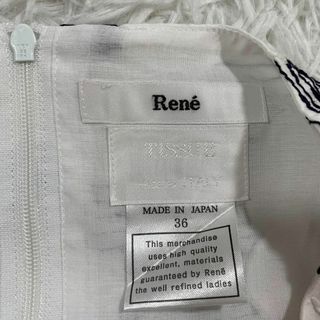 René
TISSUE
MADE IN JAPAN
36
This merchandise
uses high quality
excellent, materials
guaranteed by René
the well refined ladies